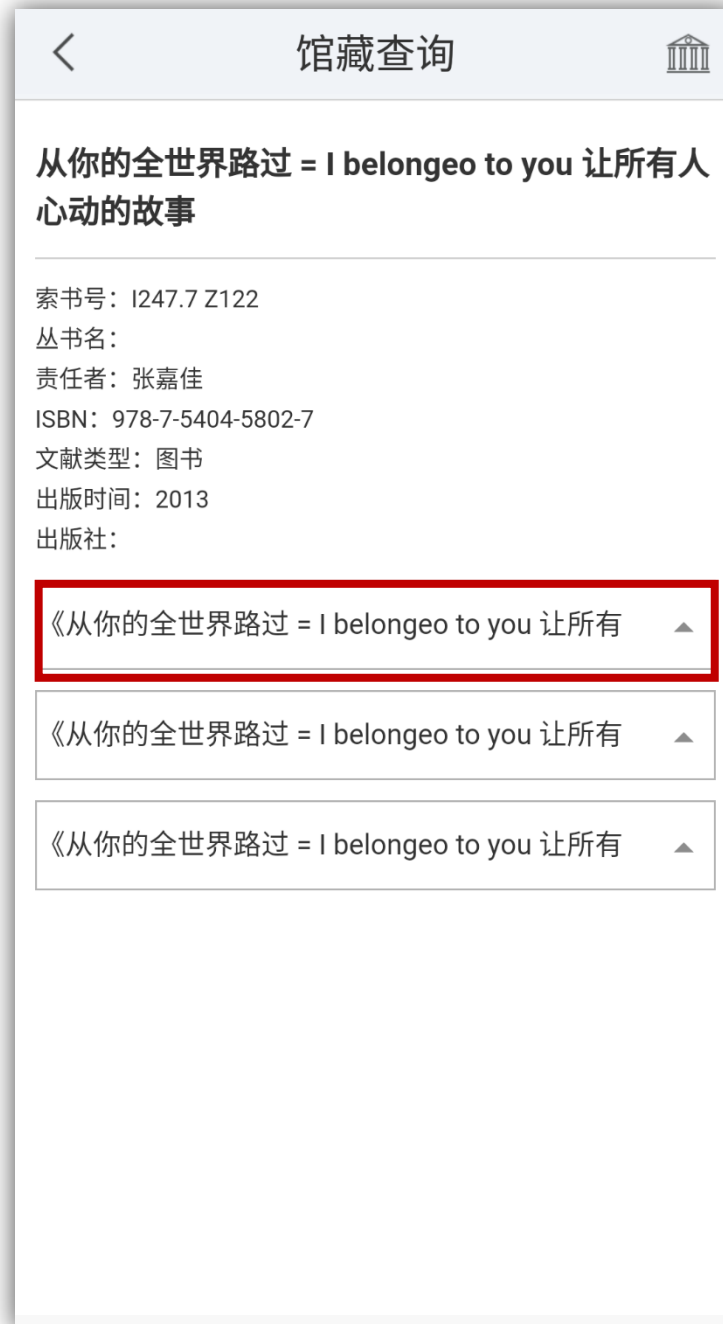 馆藏查询
从你的全世界路过 = I belongeo to you 让所有人
心动的故事
索书号：I247.7 Z122
丛书名：
责任者：张嘉佳
ISBN：978-7-5404-5802-7
文献类型：图书
出版时间：2013
出版社：
《从你的全世界路过 = I belongeo to you 让所有
《从你的全世界路过 = I belongeo to you 让所有
《从你的全世界路过 = I belongeo to you 让所有